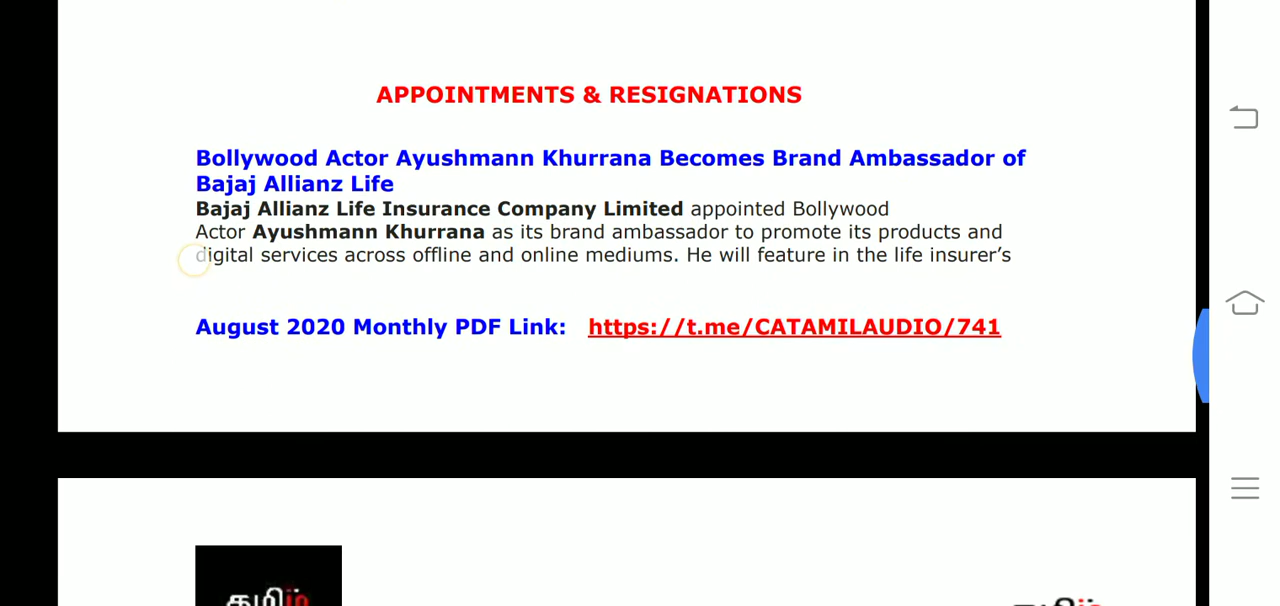 APPOINTMENTS & RESIGNATIONS
Bollywood Actor Ayushmann Khurrana Becomes Brand Ambassador of
Bajaj Allianz Life
Bajaj Allianz Life Insurance Company Limited appointed Bollywood
Actor Ayushmann Khurrana as its brand ambassador to promote its products and
digital services across offline and online mediums. He will feature in the life insurer’s
August 2020 Monthly PDF Link: https://t.me/CATAMILAUDIO/741
தமிழ்